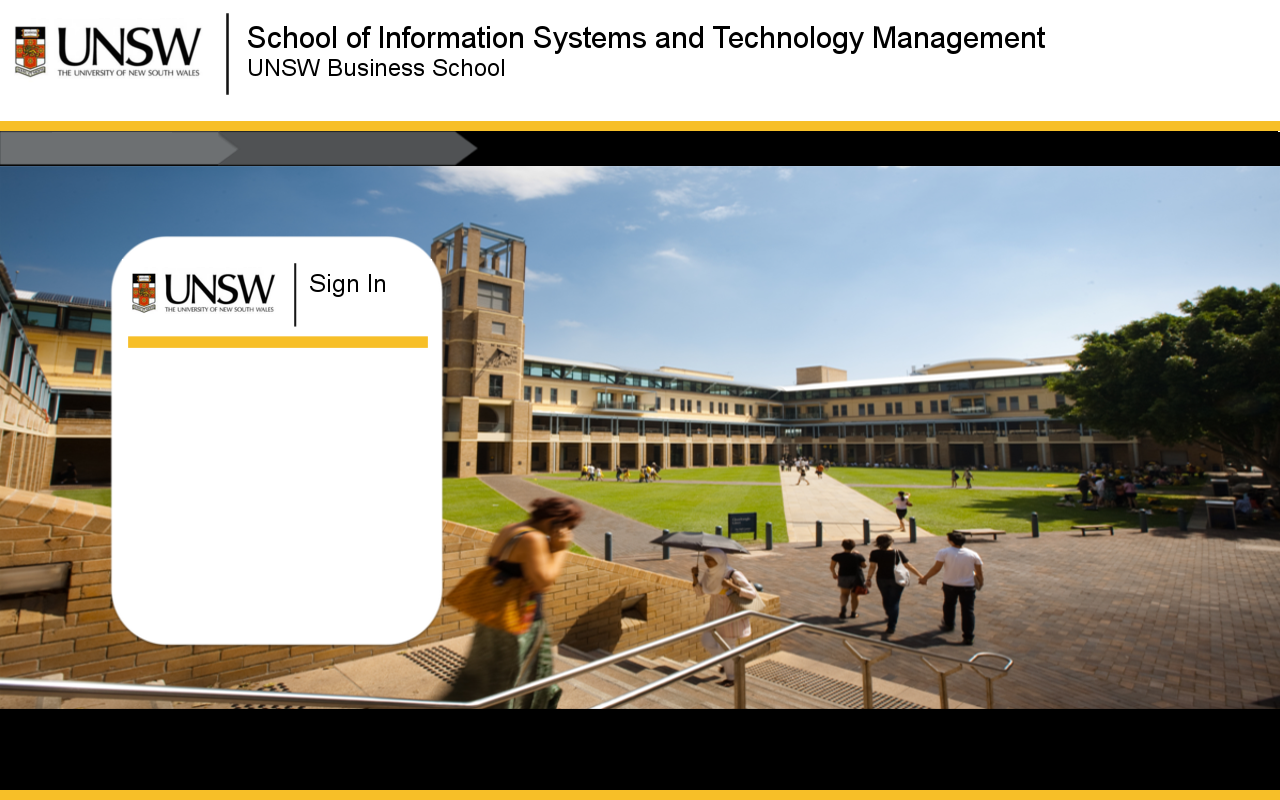 UNSW
THE UNIVERSITY OF NEW SOUTH WALES
School of Information Systems and Technology Management
UNSW Business School
UNSW
THE UNIVERSITY OF NEW SOUTH WALES
Sign In